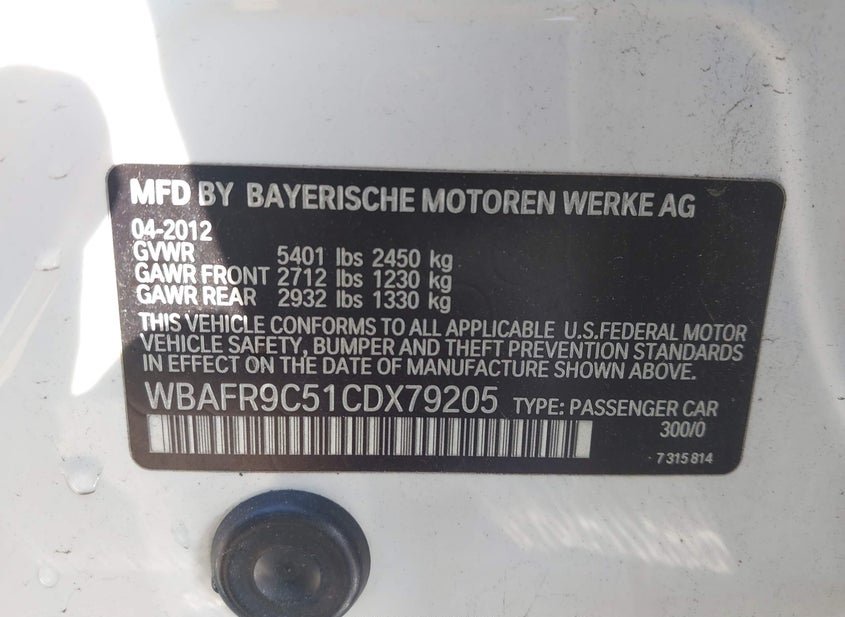 MFD BY BAYERISCHE MOTOREN WERKE AG
04-2012
GVWR 5401 lbs 2450 kg
GAWR FRONT 2712 lbs 1230 kg
GAWR REAR 2932 lbs 1330 kg
THIS VEHICLE CONFORMS TO ALL APPLICABLE U.S.FEDERAL MOTOR
VEHICLE SAFETY, BUMPER AND THEFT PREVENTION STANDARDS
IN EFFECT ON THE DATE OF MANUFACTURE SHOWN ABOVE.
WBAFR9C51CDX79205 TYPE: PASSENGER CAR
300/0
7 315 814